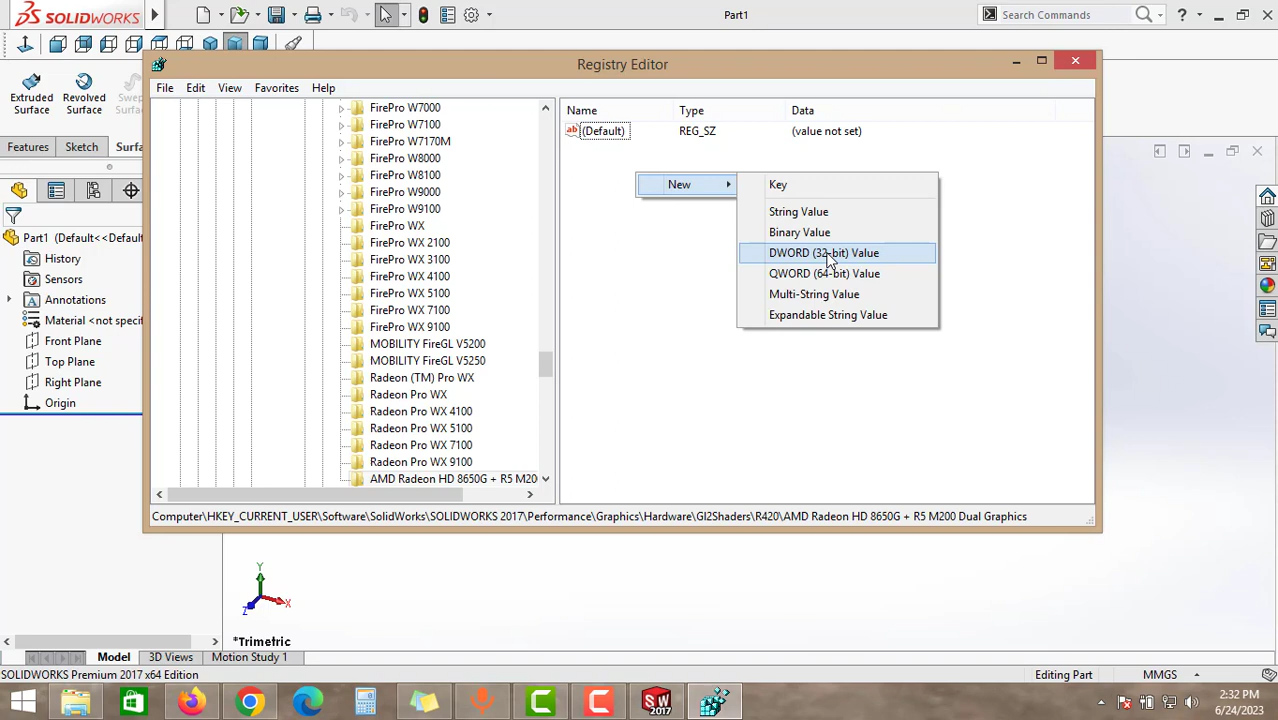 SOLIDWORKS
Part1
Search Commands
Extruded Surface
Revolved Surface
Swept
Features
Sketch
Surfa
Registry Editor
File Edit View Favorites Help
FirePro W7000
FirePro W7100
FirePro W7170M
FirePro W8000
FirePro W8100
FirePro W9000
FirePro W9100
FirePro WX
FirePro WX 2100
FirePro WX 3100
FirePro WX 4100
FirePro WX 5100
FirePro WX 7100
FirePro WX 9100
MOBILITY FireGL V5200
MOBILITY FireGL V5250
Radeon (TM) Pro WX
Radeon Pro WX
Radeon Pro WX 4100
Radeon Pro WX 5100
Radeon Pro WX 7100
Radeon Pro WX 9100
AMD Radeon HD 8650G + R5 M20
Name Type Data
(Default) REG_SZ (value not set)
New
Key
String Value
Binary Value
DWORD (32-bit) Value
QWORD (64-bit) Value
Multi-String Value
Expandable String Value
Computer\HKEY_CURRENT_USER\Software\SolidWorks\SOLIDWORKS 2017\Performance\Graphics\Hardware\Gl2Shaders\R420\AMD Radeon HD 8650G + R5 M200 Dual Graphics
Part1 (Default<<Default
History
Sensors
Annotations
Material <not specif
Front Plane
Top Plane
Right Plane
Origin
Y
X
Z
*Trimetric
Model 3D Views Motion Study 1
SOLIDWORKS Premium 2017 x64 Edition
Editing Part
MMGS
SW
2017
2:32 PM
6/24/2023